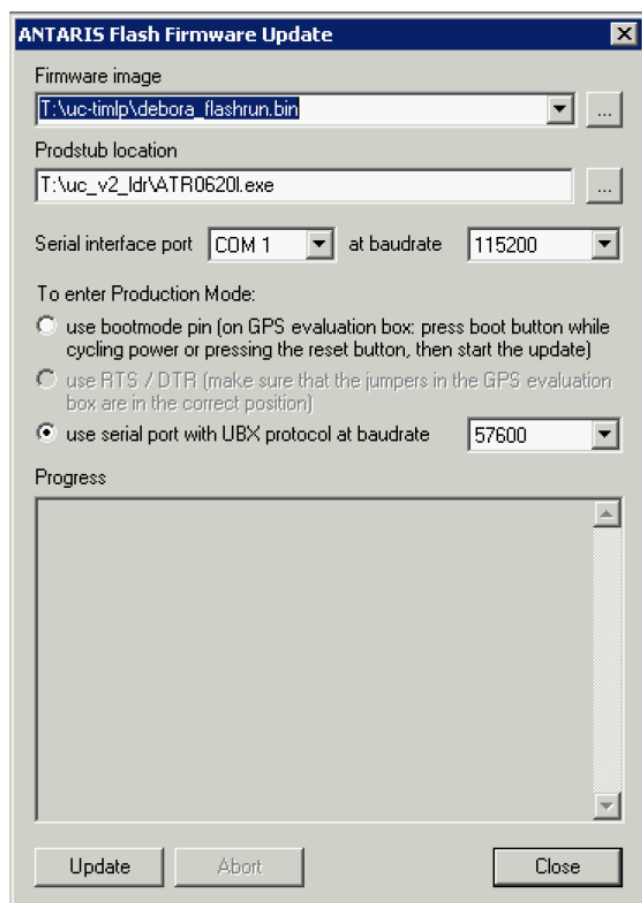 ANTARIS Flash Firmware Update
Firmware image
T:\uc-timlp\debora_flashrun.bin
...
Prodstub location
T:\uc_v2_ldr\ATR0620I.exe
...
Serial interface port COM 1 at baudrate 115200
To enter Production Mode:
use bootmode pin (on GPS evaluation box: press boot button while
cycling power or pressing the reset button, then start the update)
use RTS / DTR (make sure that the jumpers in the GPS evaluation
box are in the correct position)
use serial port with UBX protocol at baudrate 57600
Progress
Update Abort Close